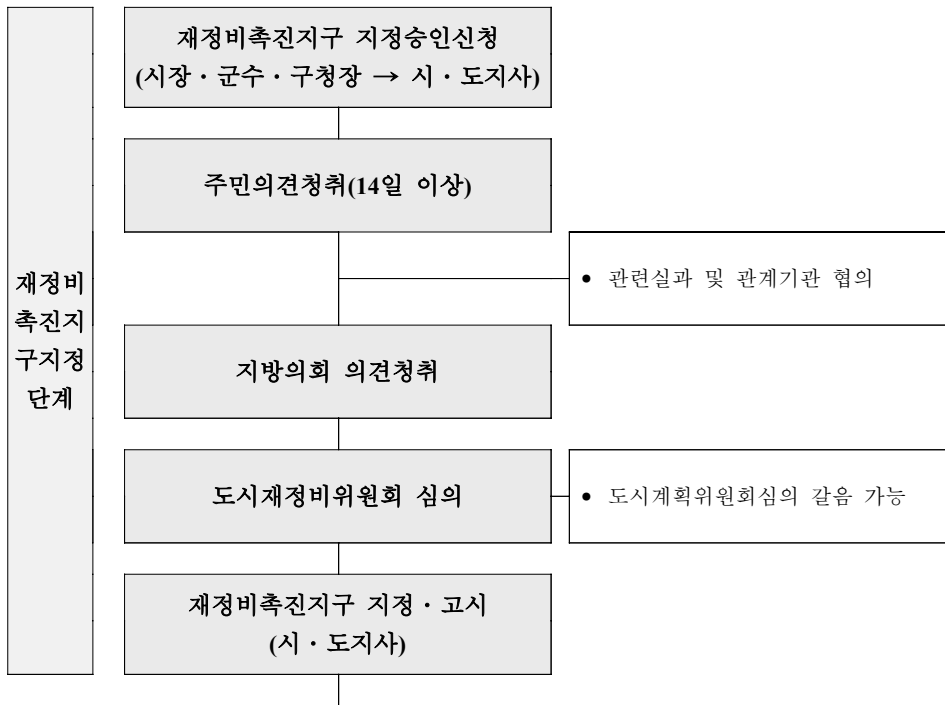 재정비
촉진지
구지정
단계
재정비촉진지구 지정승인신청
(시장・군수・구청장 → 시・도지사)
주민의견청취(14일 이상)
• 관련실과 및 관계기관 협의
지방의회 의견청취
도시재정비위원회 심의
• 도시계획위원회심의 갈음 가능
재정비촉진지구 지정・고시
(시・도지사)